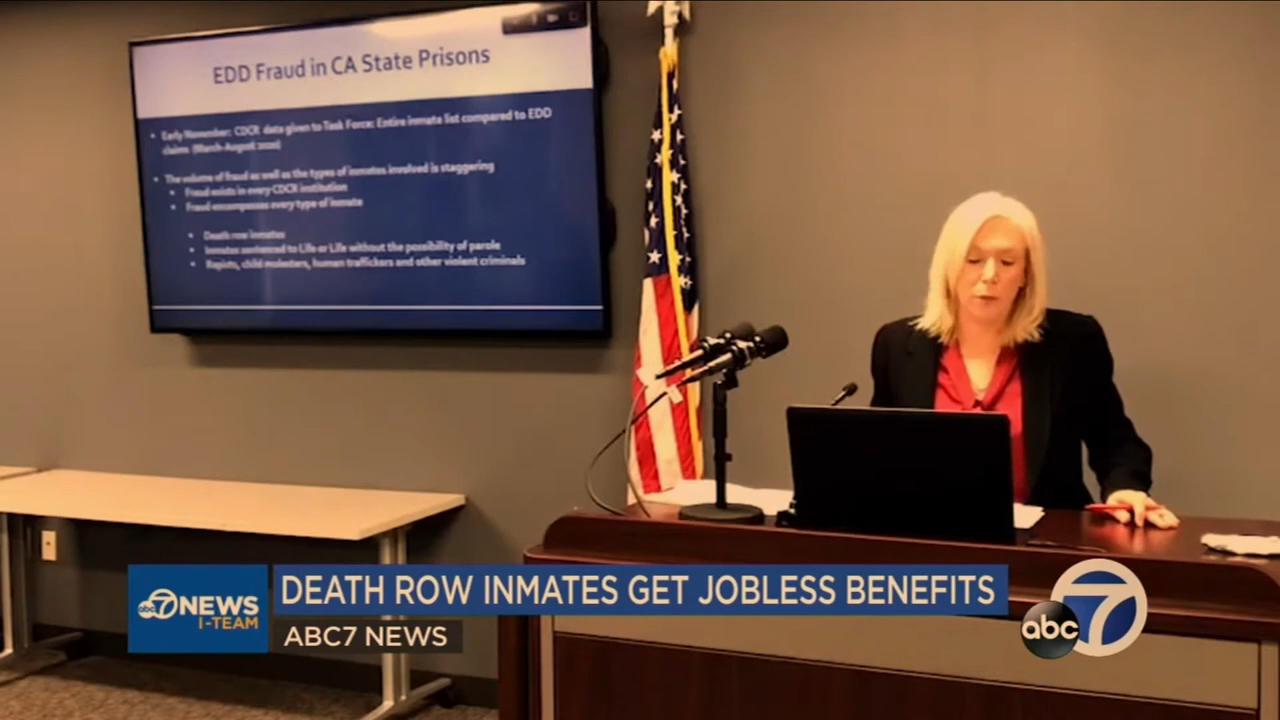 EDD Fraud in CA State Prisons
• Early November: CDCR data given to Task Force: Entire inmate list compared to EDD
claims (March-August 2020)
• The volume of fraud as well as the types of inmates involved is staggering
• Fraud exists in every CDCR institution
• Fraud encompasses every type of inmate
• Death row inmates
• Inmates sentenced to Life or Life without the possibility of parole
• Rapists, child molesters, human traffickers and other violent criminals
abc 7 NEWS
I-TEAM
DEATH ROW INMATES GET JOBLESS BENEFITS
ABC7 NEWS
abc 7